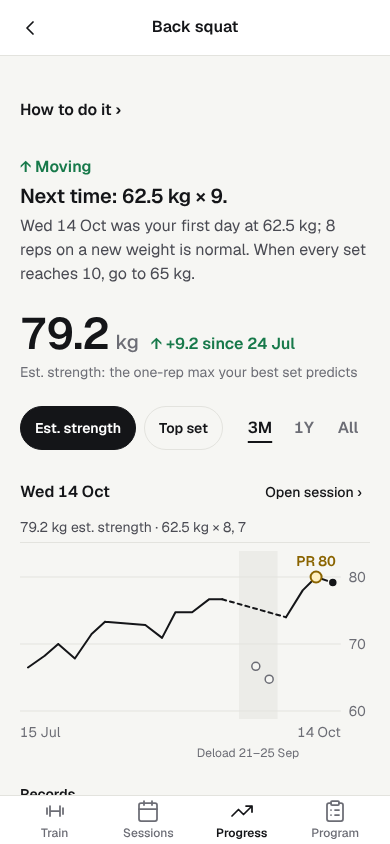 Back squat
How to do it ›
↑ Moving
Next time: 62.5 kg × 9.
Wed 14 Oct was your first day at 62.5 kg; 8
reps on a new weight is normal. When every set
reaches 10, go to 65 kg.
79.2 kg ↑ +9.2 since 24 Jul
Est. strength: the one-rep max your best set predicts
Est. strength Top set 3M 1Y All
Wed 14 Oct Open session ›
79.2 kg est. strength · 62.5 kg × 8, 7
PR 80
80
70
60
15 Jul 14 Oct
Deload 21–25 Sep
Records
Train Sessions Progress Program